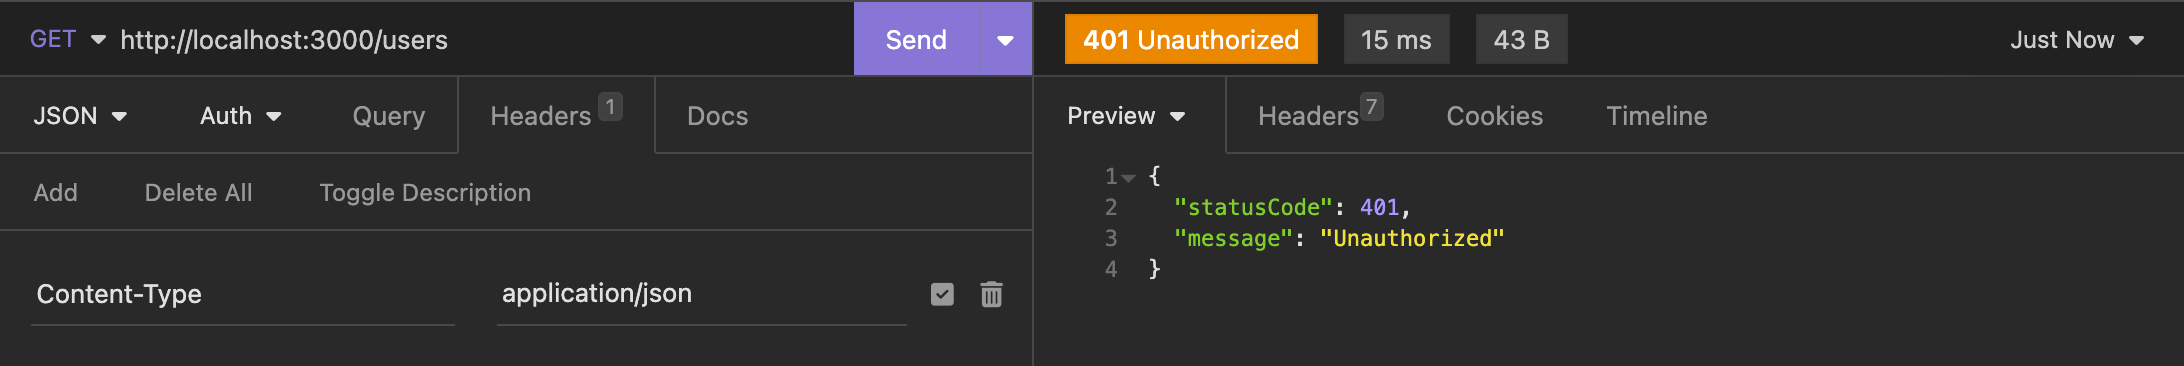 GET http://localhost:3000/users Send
401 Unauthorized 15 ms 43 B Just Now
JSON Auth Query Headers 1 Docs
Preview Headers 7 Cookies Timeline
Add Delete All Toggle Description
Content-Type application/json
1 {
2 "statusCode": 401,
3 "message": "Unauthorized"
4 }